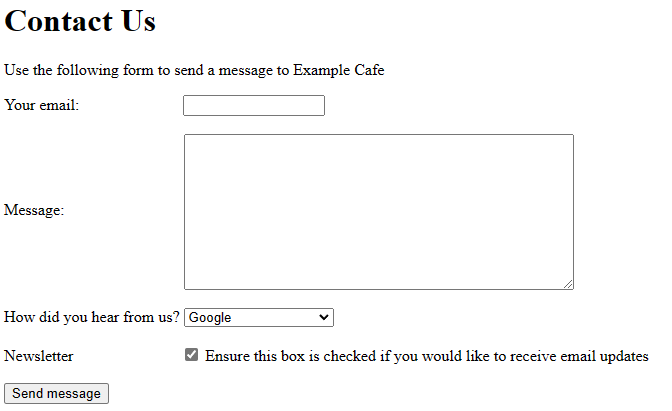 Contact Us
Use the following form to send a message to Example Cafe
Your email:
Message:
How did you hear from us? Google
Newsletter Ensure this box is checked if you would like to receive email updates
Send message